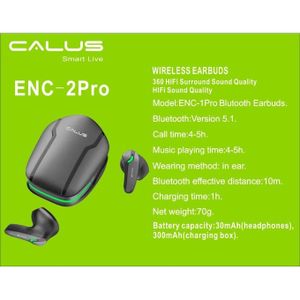 CALUS
Smart Live
ENC-2Pro
WIRELESS EARBUDS
360 HiFi Surround Sound Quality
HiFi Sound Quality
Model:ENC-1Pro Blutooth Earbuds.
Bluetooth:Version 5.1.
Call time:4-5h.
Music playing time:4-5h.
Wearing method: in ear.
Bluetooth effective distance:10m.
Charging time:1h.
Net weight:70g.
Battery capacity:30mAh(headphones),
300mAh(charging box).